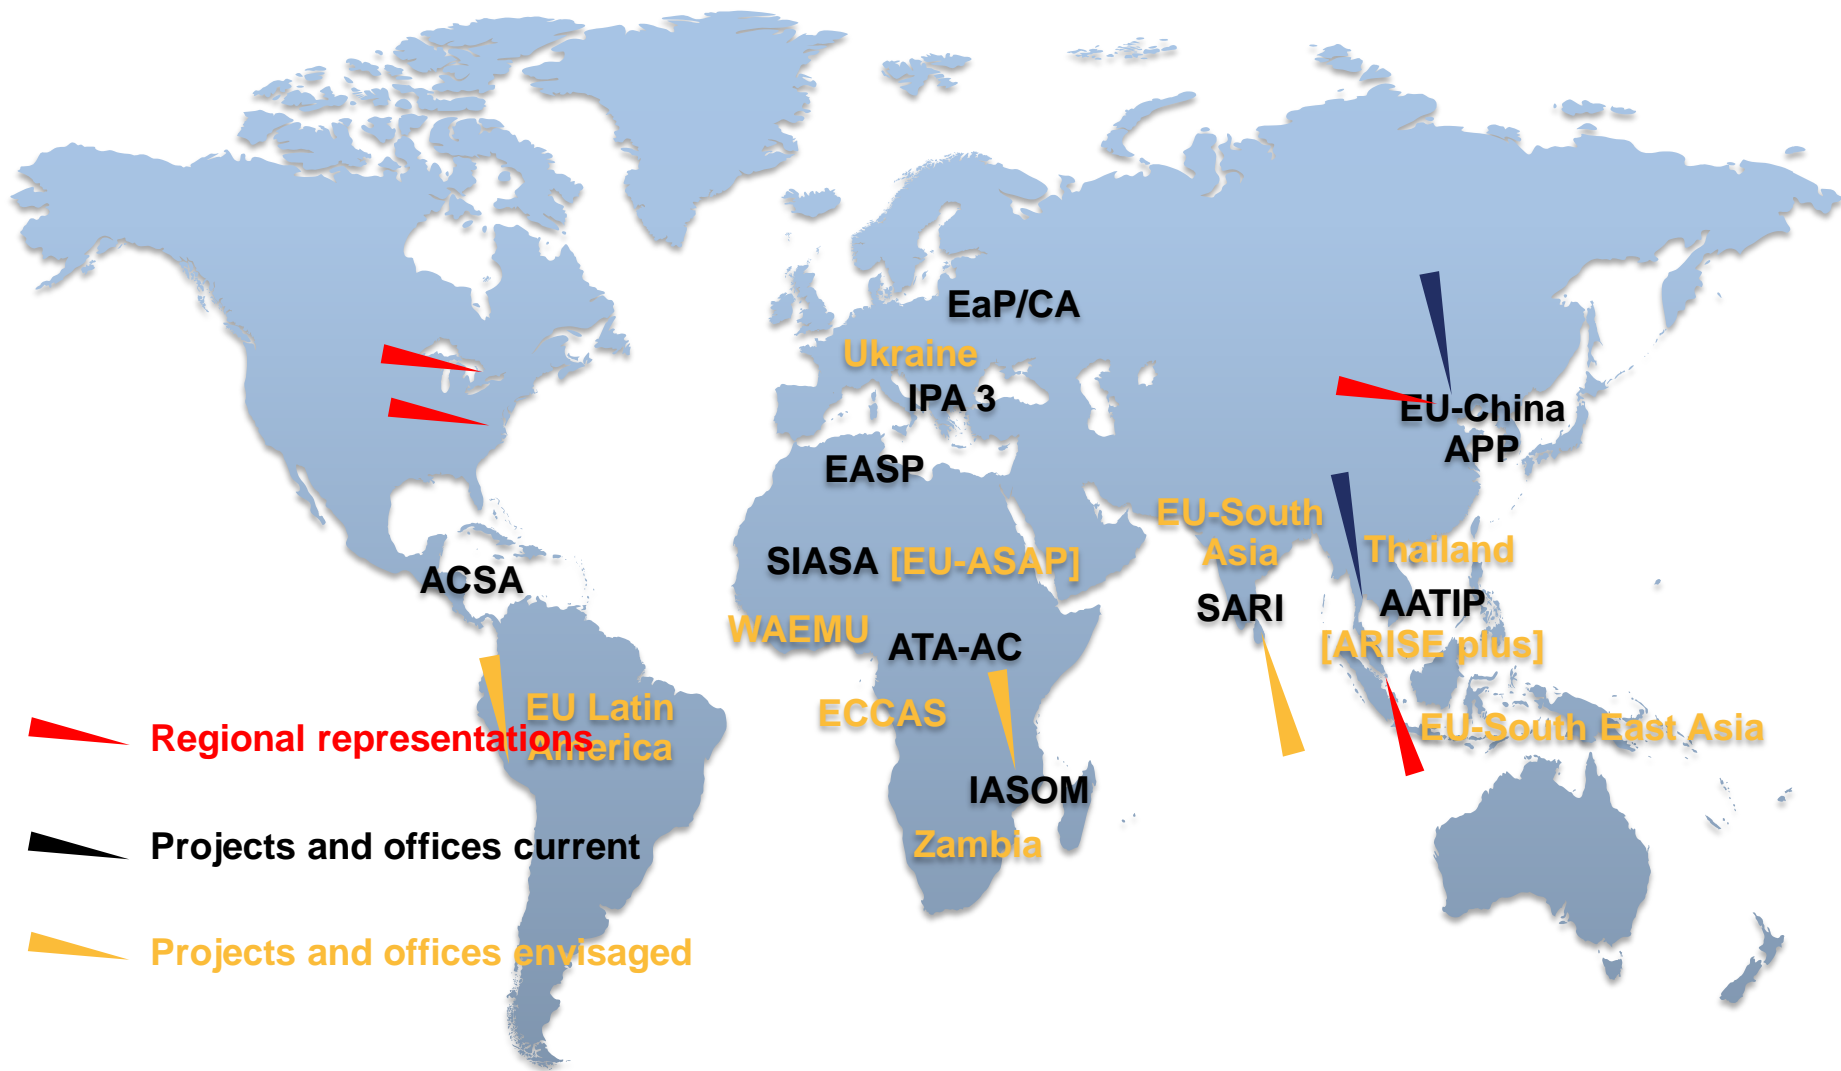 EaP/CA
Ukraine
IPA 3
EU-China
APP
EASP
EU-South
Asia
Thailand
SIASA [EU-ASAP]
ACSA
SARI
AATIP
[ARISE plus]
WAEMU
ATA-AC
ECCAS
EU Latin
America
EU-South East Asia
IASOM
Zambia
Regional representations
Projects and offices current
Projects and offices envisaged